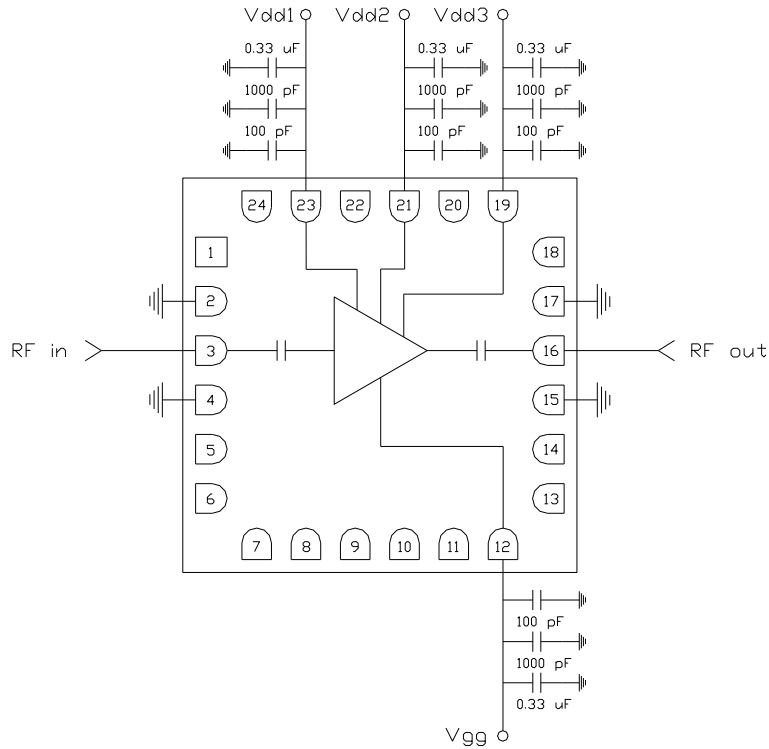 Vdd1 Vdd2 Vdd3
0.33 uF 0.33 uF 0.33 uF
1000 pF 1000 pF 1000 pF
100 pF 100 pF 100 pF
24 23 22 21 20 19
1 18
2 17
RF in 3 16 RF out
4 15
5 14
6 13
7 8 9 10 11 12
100 pF
1000 pF
0.33 uF
Vgg